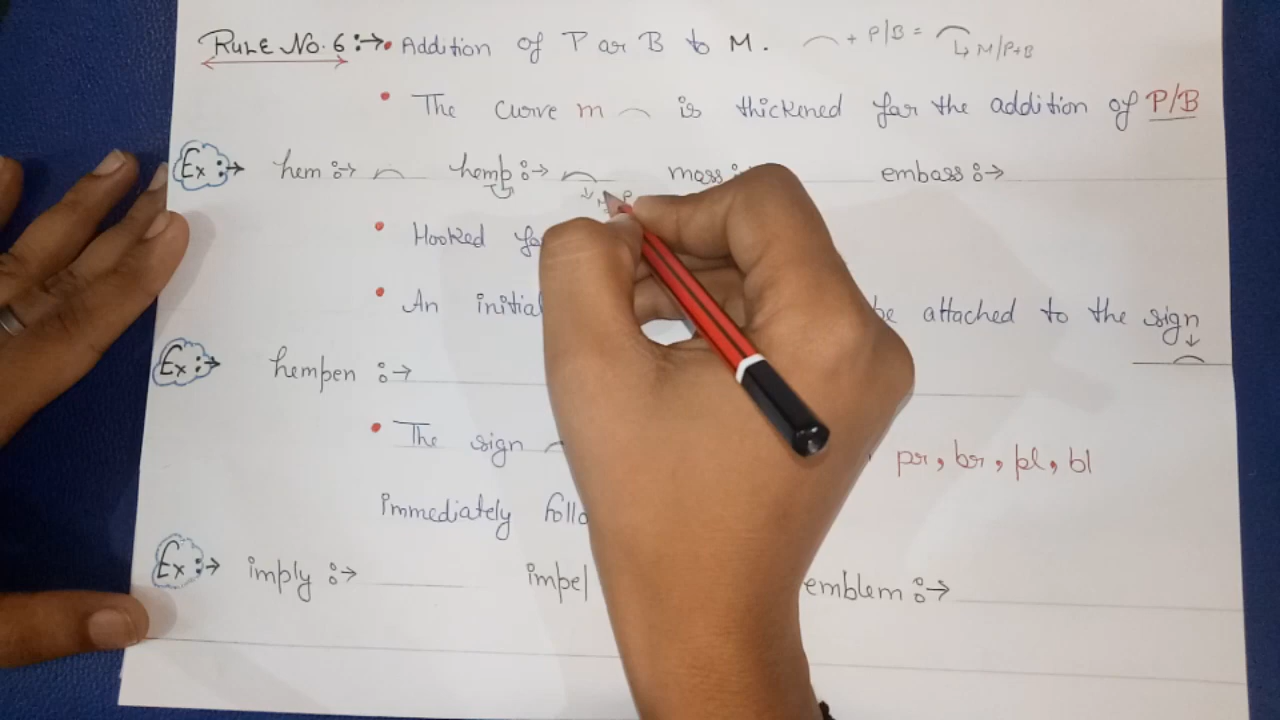 RULE No. 6 :→ • Addition of P or B to M. + P/B = M/P+B
• The curve m is thickened for the addition of P/B
Ex :→ hem :→ hemp :→ mass : embass :→
• Hooked
• An initial be attached to the sign
Ex :→ hempen :→
• The sign pr, br, pl, bl
immediately
Ex :→ imply :→ impel emblem :→